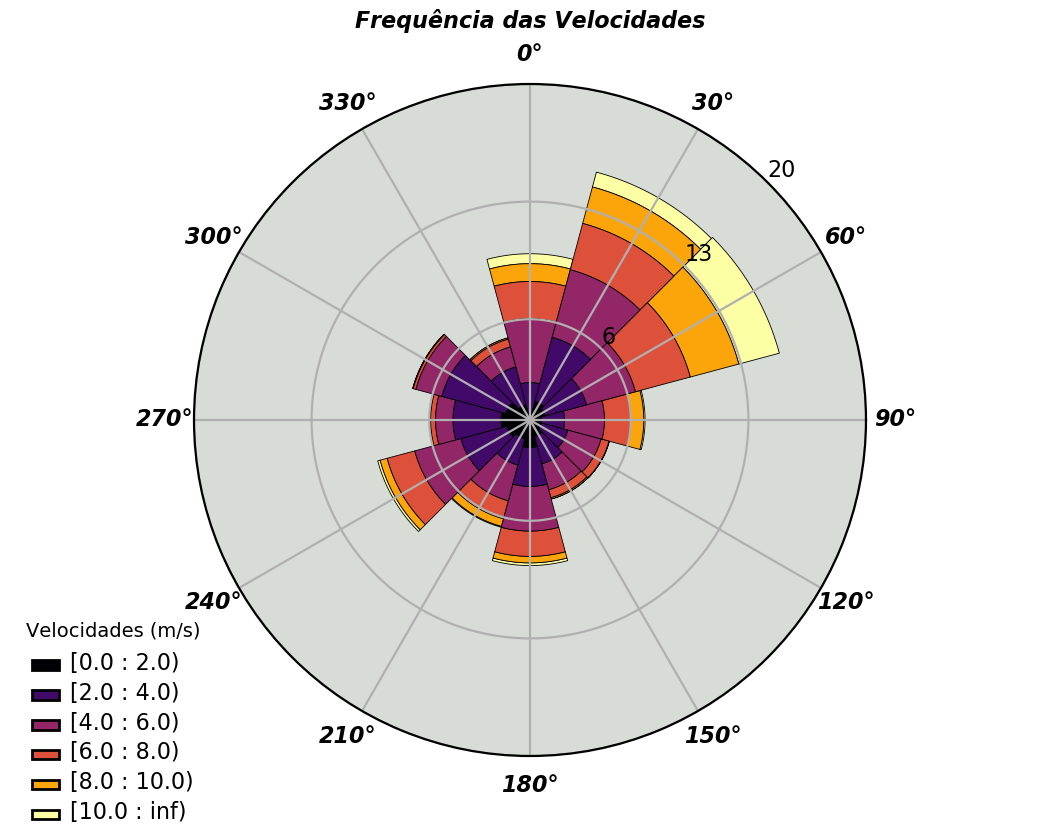 Frequência das Velocidades
0°
330°
30°
20
300°
60°
13
6
270°
90°
240°
120°
210°
150°
180°
Velocidades (m/s)
[0.0 : 2.0)
[2.0 : 4.0)
[4.0 : 6.0)
[6.0 : 8.0)
[8.0 : 10.0)
[10.0 : inf)